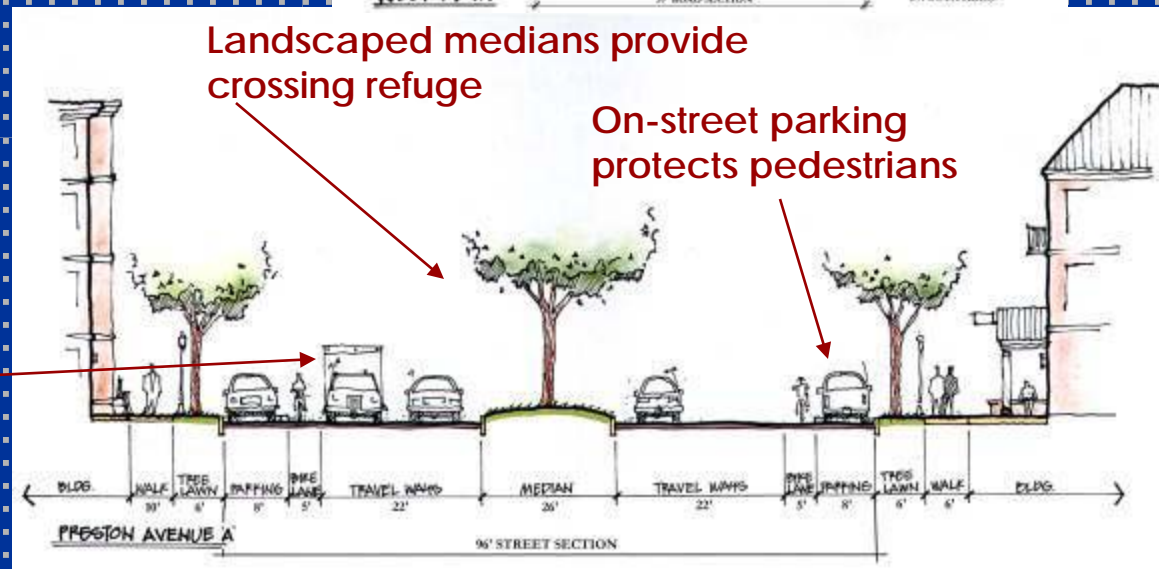 Landscaped medians provide
crossing refuge
On-street parking
protects pedestrians
BLDG. WALK TREE LAWN PARKING BIKE LANE TRAVEL WAYS MEDIAN TRAVEL WAYS BIKE LANE PARKING TREE LAWN WALK BLDG.
10' 6' 8' 5' 22' 26' 22' 5' 8' 6' 6'
PRESTON AVENUE 'A'
96' STREET SECTION